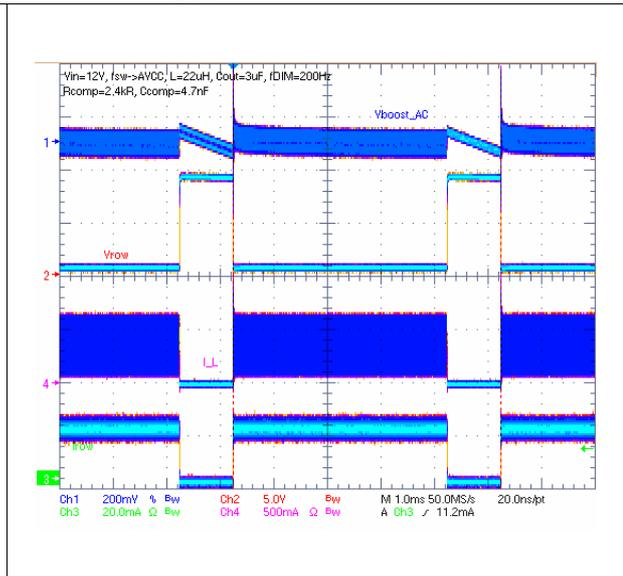 Vin=12V, fsw->AVCC, L=22uH, Cout=3uF, fDIM=200Hz
Rcomp=2.4kR, Ccomp=4.7nF
Vboost_AC
1
Vrow
2
I_L
4
Irow
3
Ch1 200mV % Bw Ch2 5.0V Bw M 1.0ms 50.0MS/s 20.0ns/pt
Ch3 20.0mA Ω Bw Ch4 500mA Ω Bw A Ch3 / 11.2mA